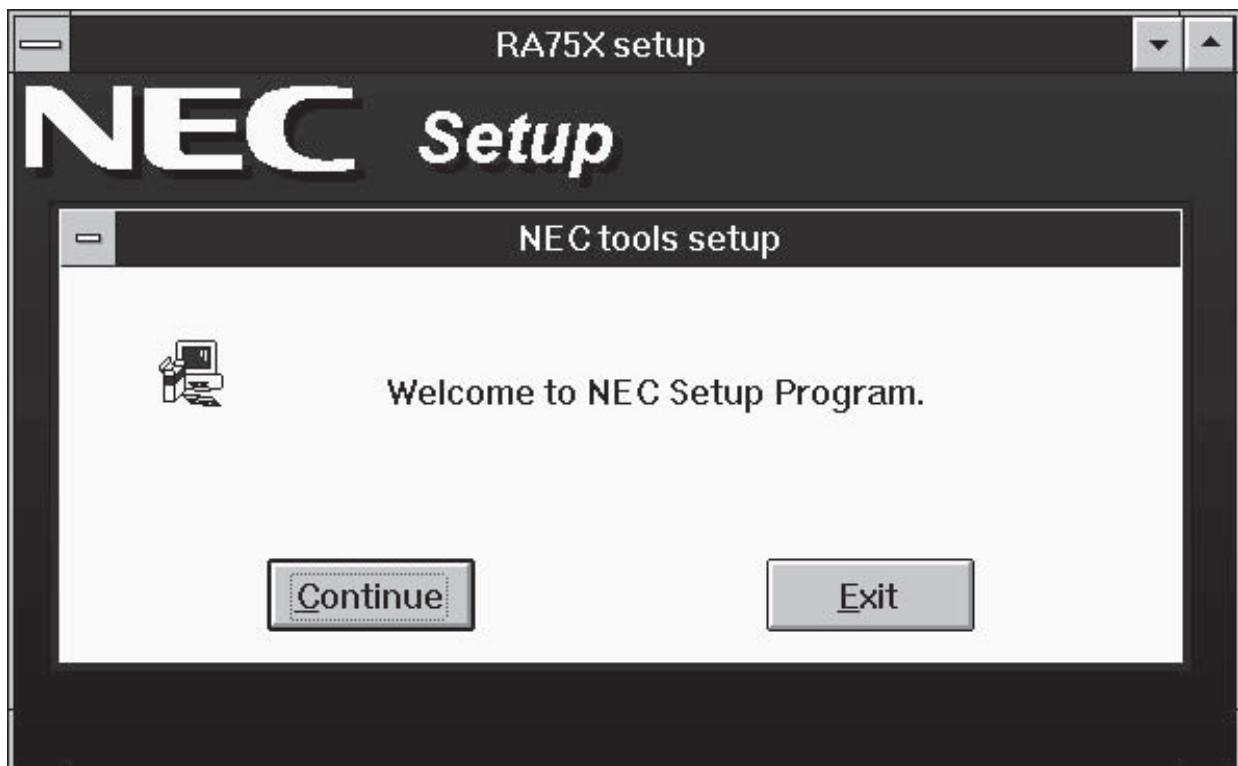 RA75X setup
NEC Setup
NEC tools setup
Welcome to NEC Setup Program.
Continue
Exit